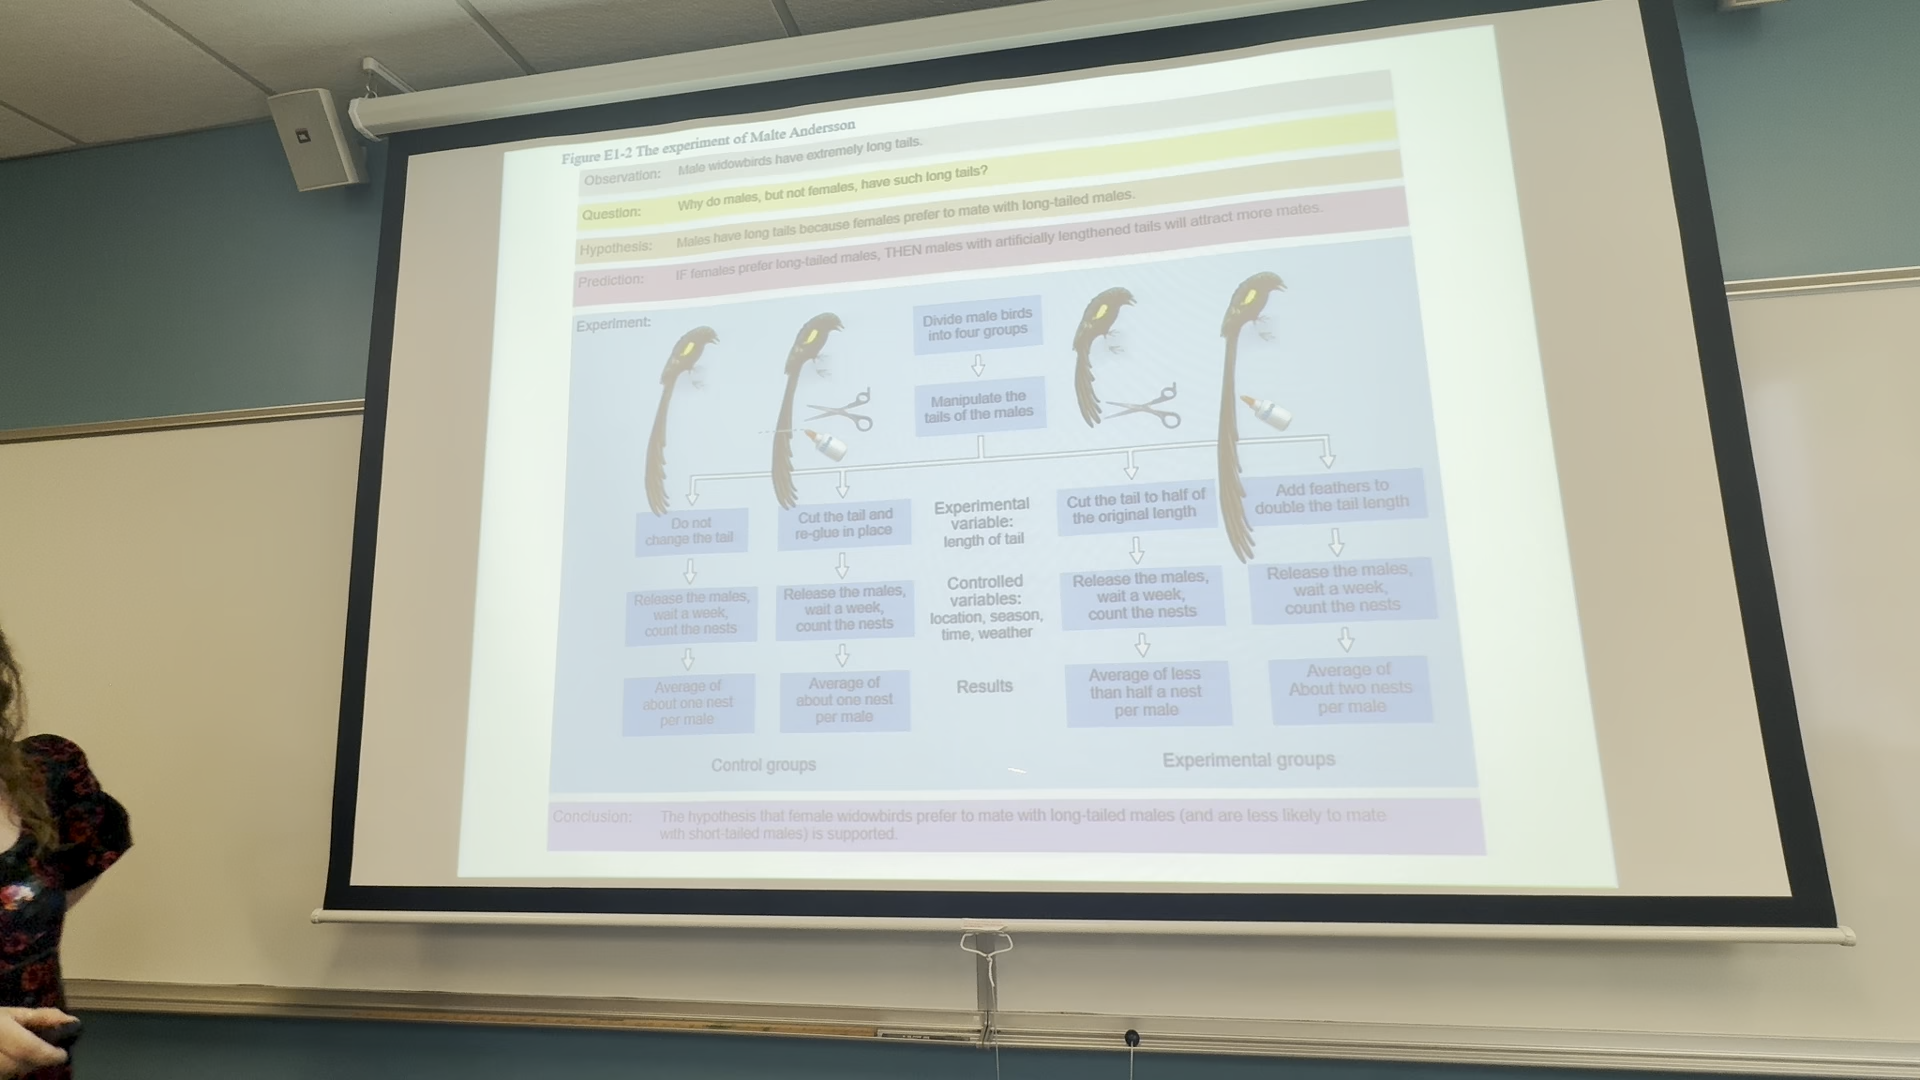 Figure E1-2 The experiment of Malte Andersson
Observation: Male widowbirds have extremely long tails.
Question: Why do males, but not females, have such long tails?
Hypothesis: Males have long tails because females prefer to mate with long-tailed males.
Prediction: IF females prefer long-tailed males, THEN males with artificially lengthened tails will attract more mates.
Experiment:
Divide male birds
into four groups
Manipulate the
tails of the males
Do not
change the tail
Cut the tail and
re-glue in place
Experimental
variable:
length of tail
Cut the tail to half of
the original length
Add feathers to
double the tail length
Release the males,
wait a week,
count the nests
Release the males,
wait a week,
count the nests
Controlled
variables:
location, season,
time, weather
Release the males,
wait a week,
count the nests
Release the males,
wait a week,
count the nests
Average of
about one nest
per male
Average of
about one nest
per male
Results
Average of less
than half a nest
per male
Average of
About two nests
per male
Control groups
Experimental groups
Conclusion: The hypothesis that female widowbirds prefer to mate with long-tailed males (and are less likely to mate
with short-tailed males) is supported.